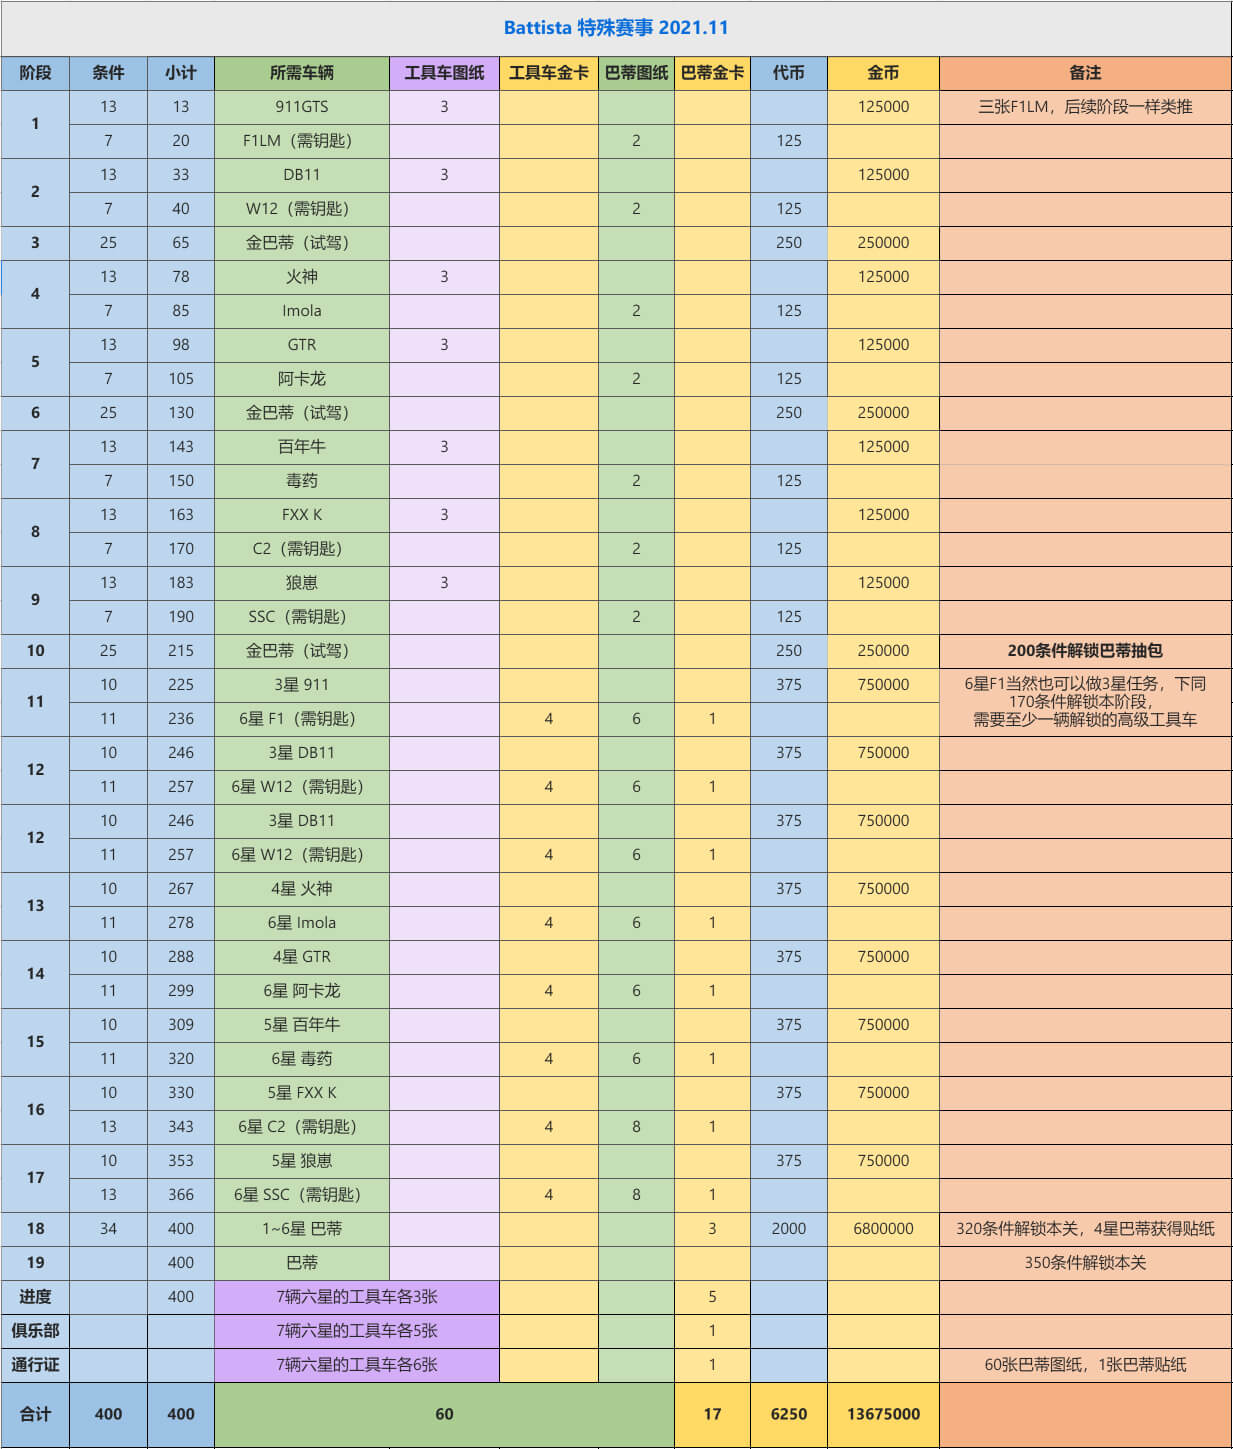 Battista 特殊赛事 2021.11
阶段 条件 小计 所需车辆 工具车图纸 工具车金卡 巴蒂图纸 巴蒂金卡 代币 金币 备注
1 13 13 911GTS 3 125000 三张F1LM，后续阶段一样类推
7 20 F1LM（需钥匙） 2 125
2 13 33 DB11 3 125000
7 40 W12（需钥匙） 2 125
3 25 65 金巴蒂（试驾） 250 250000
4 13 78 火神 3 125000
7 85 Imola 2 125
5 13 98 GTR 3 125000
7 105 阿卡龙 2 125
6 25 130 金巴蒂（试驾） 250 250000
7 13 143 百年牛 3 125000
7 150 毒药 2 125
8 13 163 FXX K 3 125000
7 170 C2（需钥匙） 2 125
9 13 183 狼崽 3 125000
7 190 SSC（需钥匙） 2 125
10 25 215 金巴蒂（试驾） 250 250000 200条件解锁巴蒂抽包
11 10 225 3星 911 375 750000 6星F1当然也可以做3星任务，下同
170条件解锁本阶段，
11 236 6星 F1（需钥匙） 4 6 1 需要至少一辆解锁的高级工具车
12 10 246 3星 DB11 375 750000
11 257 6星 W12（需钥匙） 4 6 1
12 10 246 3星 DB11 375 750000
11 257 6星 W12（需钥匙） 4 6 1
13 10 267 4星 火神 375 750000
11 278 6星 Imola 4 6 1
14 10 288 4星 GTR 375 750000
11 299 6星 阿卡龙 4 6 1
15 10 309 5星 百年牛 375 750000
11 320 6星 毒药 4 6 1
16 10 330 5星 FXX K 375 750000
13 343 6星 C2（需钥匙） 4 8 1
17 10 353 5星 狼崽 375 750000
13 366 6星 SSC（需钥匙） 4 8 1
18 34 400 1~6星 巴蒂 3 2000 6800000 320条件解锁本关，4星巴蒂获得贴纸
19 400 巴蒂 350条件解锁本关
进度 400 7辆六星的工具车各3张 5
俱乐部 7辆六星的工具车各5张 1
通行证 7辆六星的工具车各6张 1 60张巴蒂图纸，1张巴蒂贴纸
合计 400 400 60 17 6250 13675000